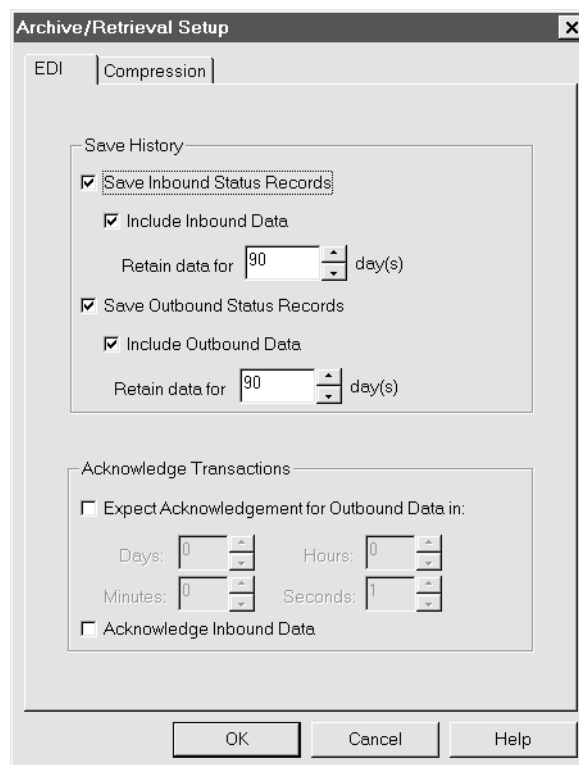 Archive/Retrieval Setup
EDI Compression
Save History
Save Inbound Status Records
Include Inbound Data
Retain data for 90 day(s)
Save Outbound Status Records
Include Outbound Data
Retain data for 90 day(s)
Acknowledge Transactions
Expect Acknowledgement for Outbound Data in:
Days: 0 Hours: 0
Minutes: 0 Seconds: 1
Acknowledge Inbound Data
OK Cancel Help